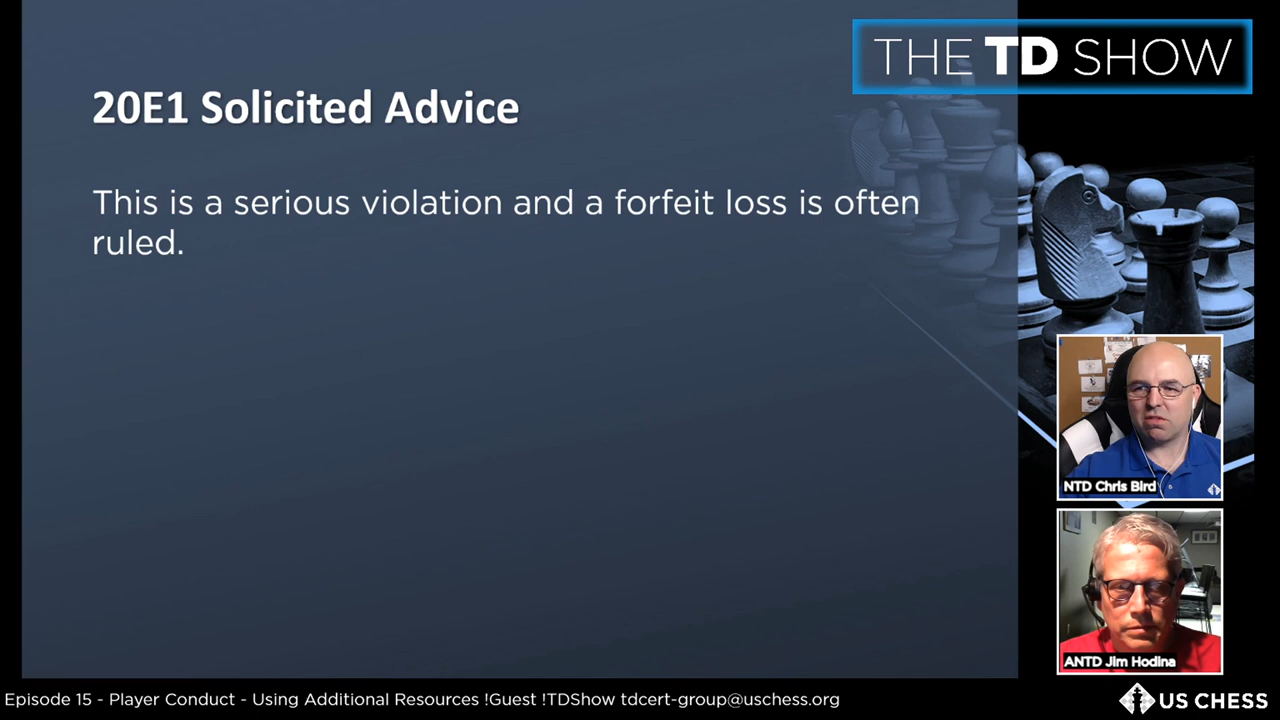 THE TD SHOW
20E1 Solicited Advice
This is a serious violation and a forfeit loss is often
ruled.
NTD Chris Bird
ANTD Jim Hodina
Episode 15 - Player Conduct - Using Additional Resources !Guest !TDShow tdcert-group@uschess.org
US CHESS